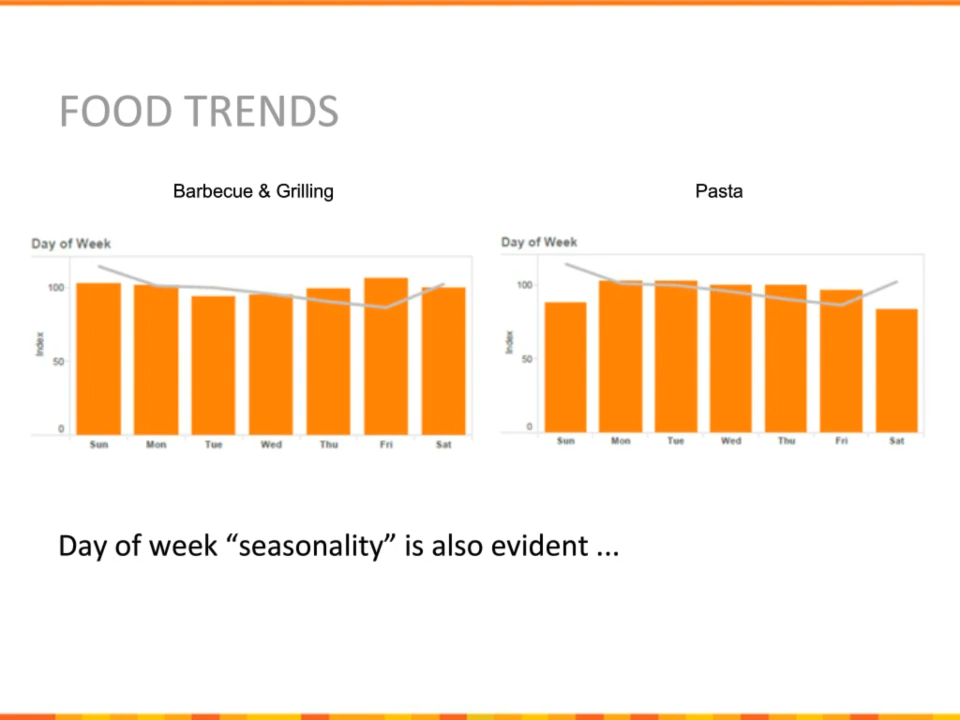 FOOD TRENDS
Barbecue & Grilling
Pasta
Day of Week
100
50
0
Index
Sun Mon Tue Wed Thu Fri Sat
Day of Week
100
50
0
Index
Sun Mon Tue Wed Thu Fri Sat
Day of week “seasonality” is also evident ...